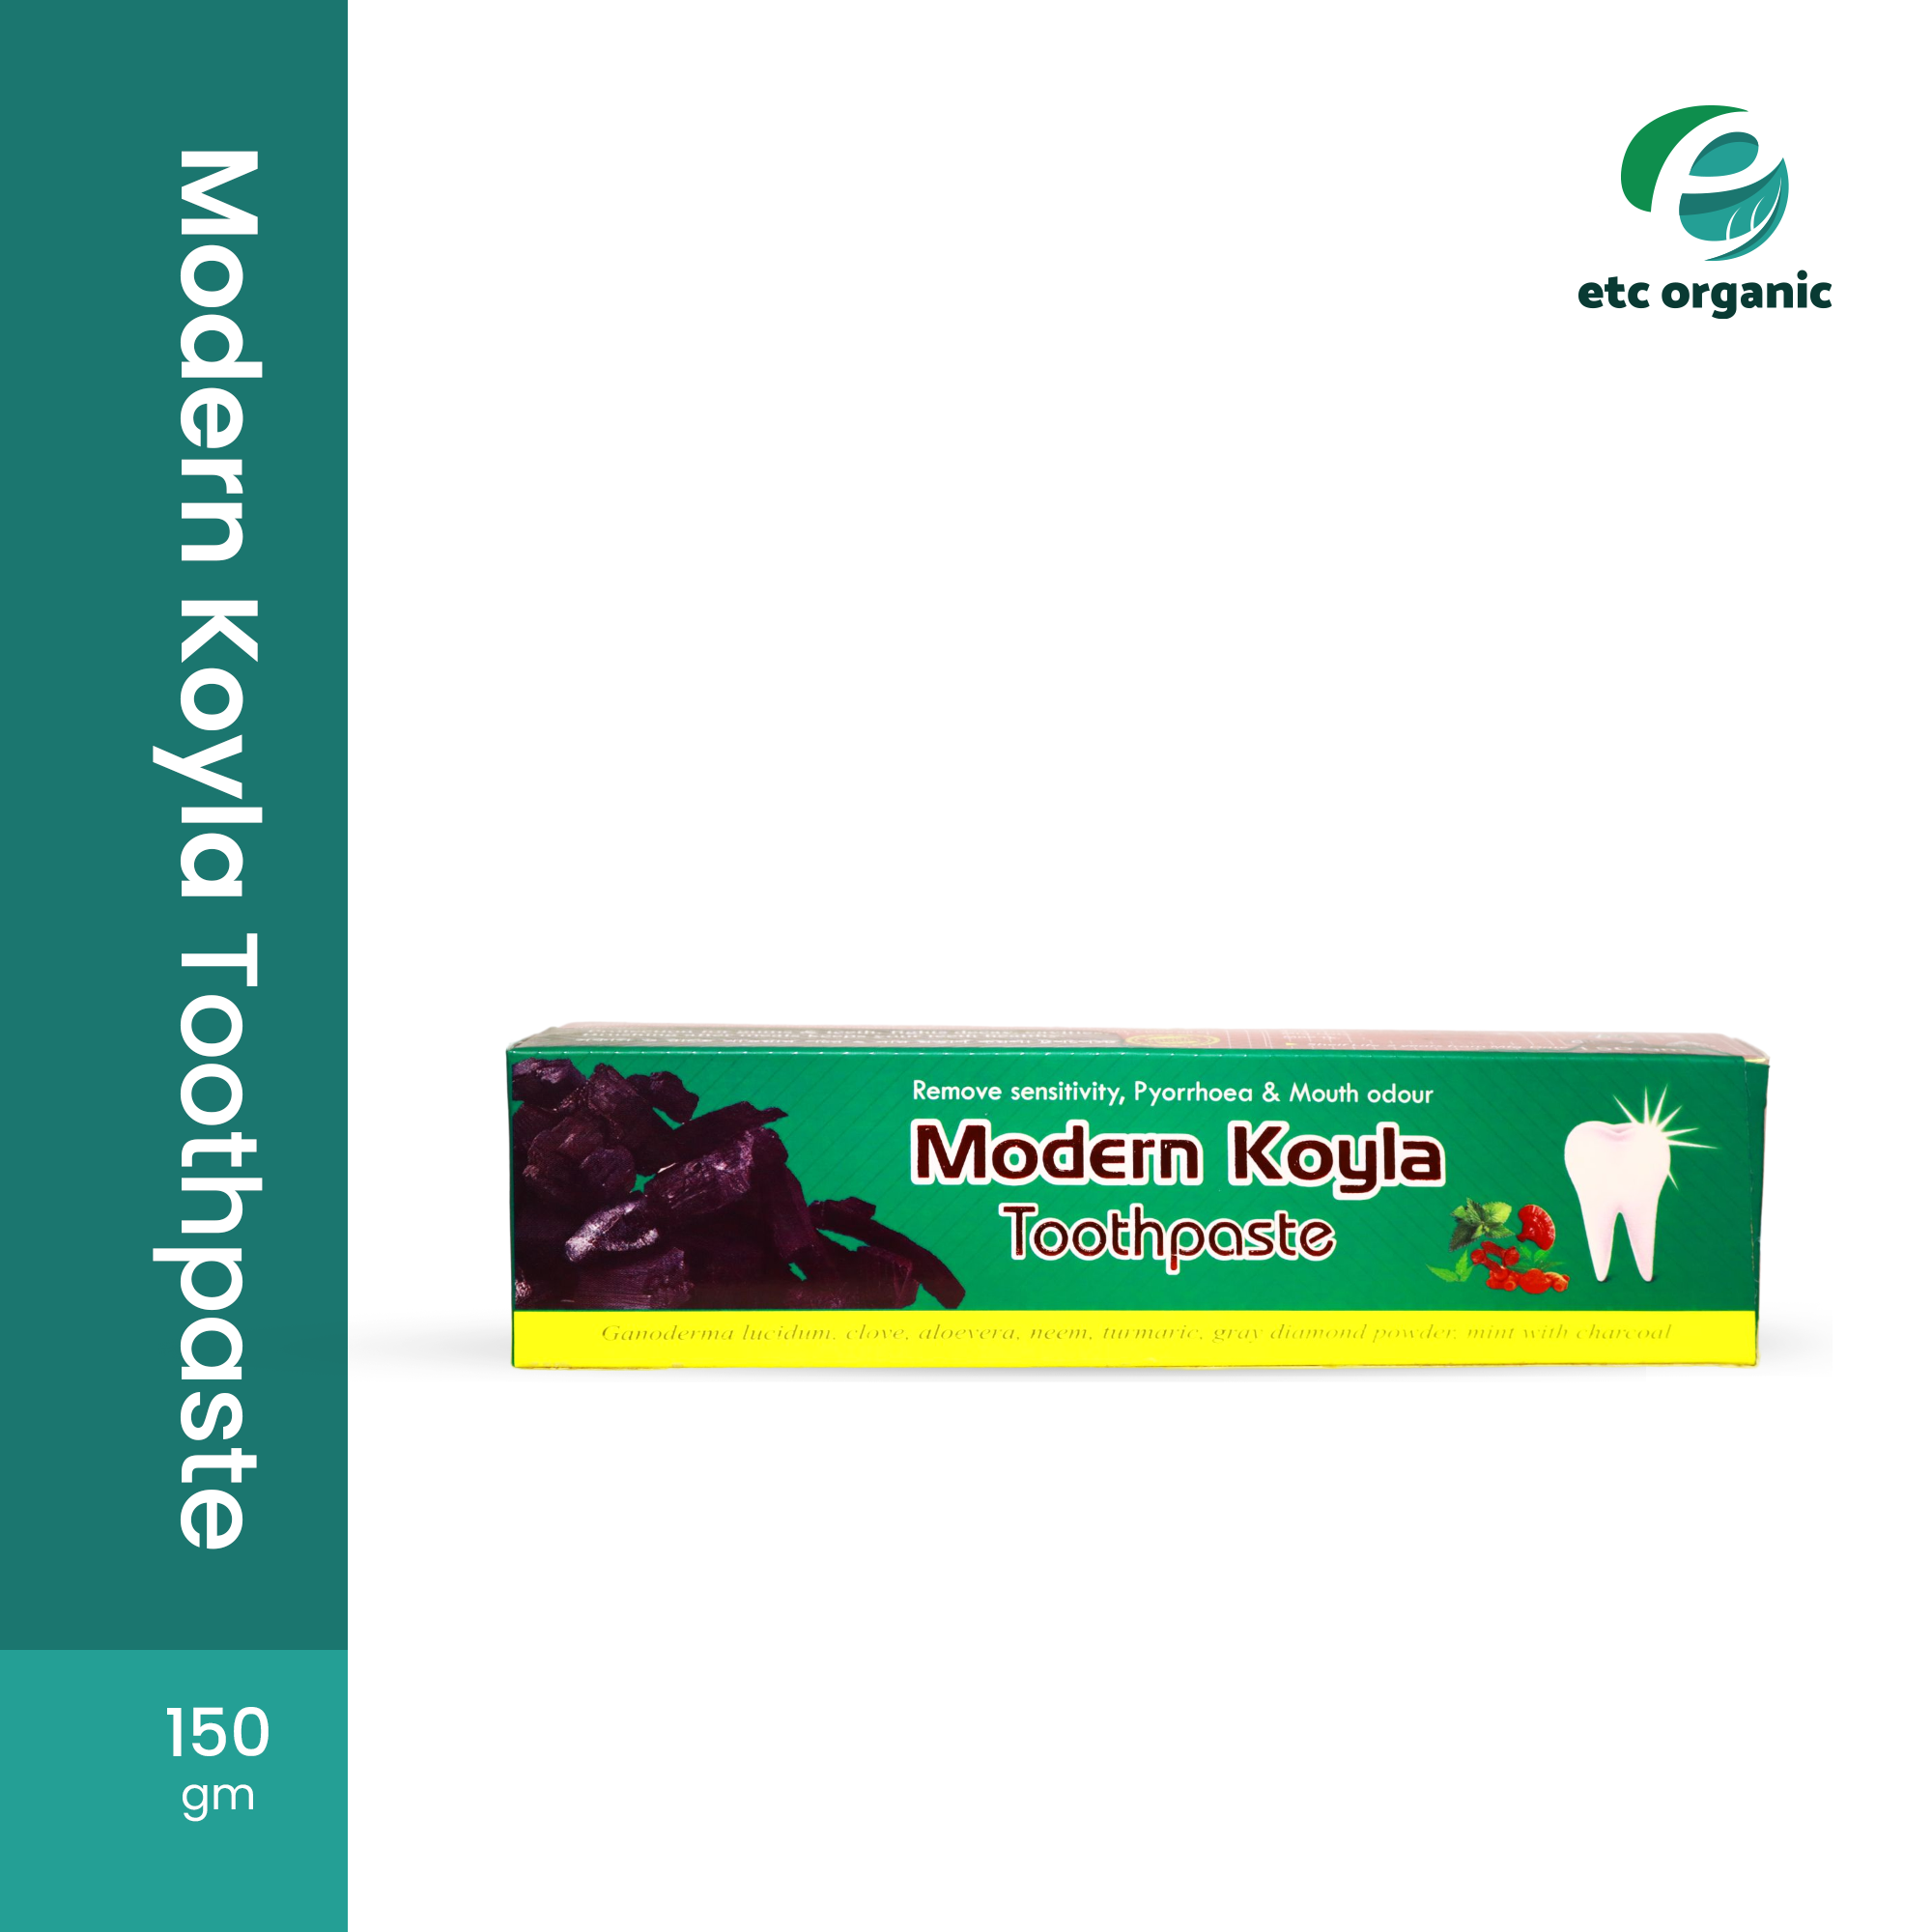 Modern Koyla Toothpaste
150
gm
etc organic
Remove sensitivity, Pyorrhoea & Mouth odour
Modern Koyla
Toothpaste
Ganoderma lucidum, clove, aloevera, neem, turmaric, gray diamond powder, mint with charcoal